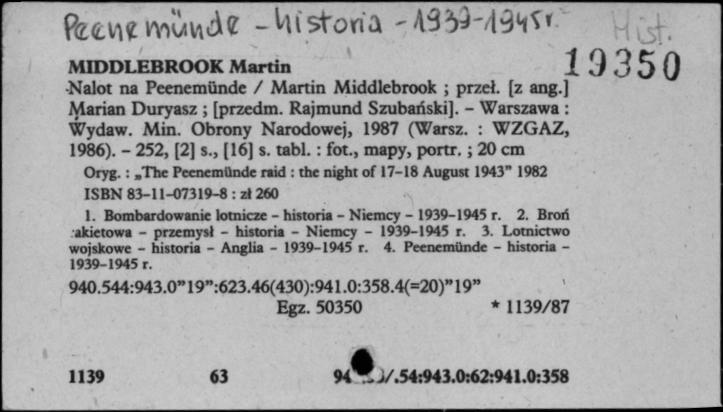 Peenemünde - historia - 1939-1945r. Hist.
19350
MIDDLEBROOK Martin
Nalot na Peenemünde / Martin Middlebrook ; przeł. [z ang.]
Marian Duryasz ; [przedm. Rajmund Szubański]. – Warszawa :
Wydaw. Min. Obrony Narodowej, 1987 (Warsz. : WZGAZ,
1986). – 252, [2] s., [16] s. tabl. : fot., mapy, portr. ; 20 cm
Oryg. : „The Peenemünde raid : the night of 17–18 August 1943” 1982
ISBN 83-11-07319-8 : zł 260
1. Bombardowanie lotnicze – historia – Niemcy – 1939-1945 r. 2. Broń
akietowa – przemysł – historia – Niemcy – 1939-1945 r. 3. Lotnictwo
wojskowe – historia – Anglia – 1939-1945 r. 4. Peenemünde – historia –
1939-1945 r.
940.544:943.0”19”:623.46(430):941.0:358.4(=20)”19”
Egz. 50350 * 1139/87
1139 63 94 /.54:943.0:62:941.0:358